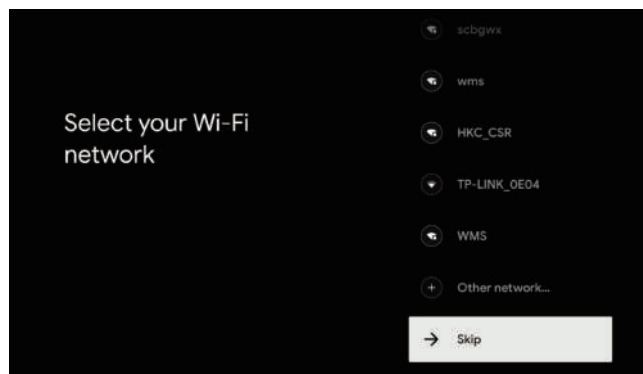 Select your Wi-Fi
network
scbgwx
wms
HKC_CSR
TP-LINK_0E04
WMS
Other network...
Skip